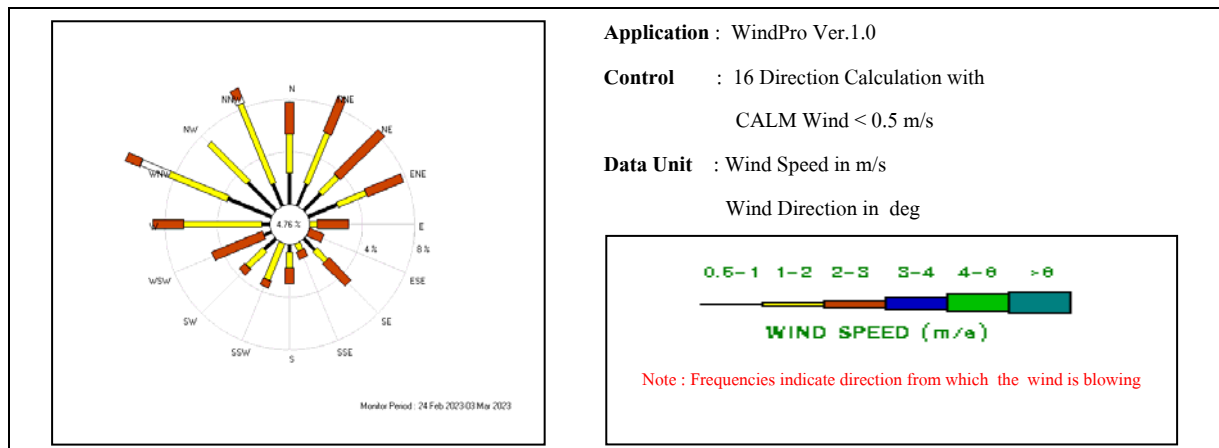 Application : WindPro Ver.1.0
Control : 16 Direction Calculation with
CALM Wind < 0.5 m/s
Data Unit : Wind Speed in m/s
Wind Direction in deg
N
NNE
NE
ENE
E
ESE
SE
SSE
S
SSW
SW
WSW
W
WNW
NW
NNW
4.76 %
4 %
8 %
Monitor Period : 24 Feb 2023-03 Mar 2023
0.5-1 1-2 2-3 3-4 4-6 >6
WIND SPEED (m/s)
Note : Frequencies indicate direction from which the wind is blowing